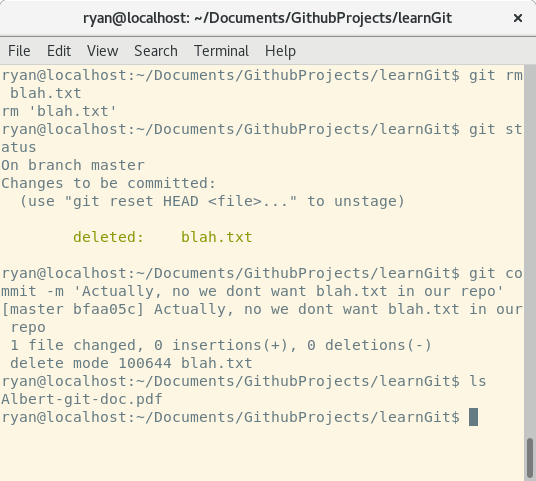 ryan@localhost: ~/Documents/GithubProjects/learnGit ×
File Edit View Search Terminal Help
ryan@localhost:~/Documents/GithubProjects/learnGit$ git rm
 blah.txt
rm 'blah.txt'
ryan@localhost:~/Documents/GithubProjects/learnGit$ git st
atus
On branch master
Changes to be committed:
  (use "git reset HEAD <file>..." to unstage)
        deleted:    blah.txt
ryan@localhost:~/Documents/GithubProjects/learnGit$ git co
mmit -m 'Actually, no we dont want blah.txt in our repo'
[master bfaa05c] Actually, no we dont want blah.txt in our
 repo
 1 file changed, 0 insertions(+), 0 deletions(-)
 delete mode 100644 blah.txt
ryan@localhost:~/Documents/GithubProjects/learnGit$ ls
Albert-git-doc.pdf
ryan@localhost:~/Documents/GithubProjects/learnGit$